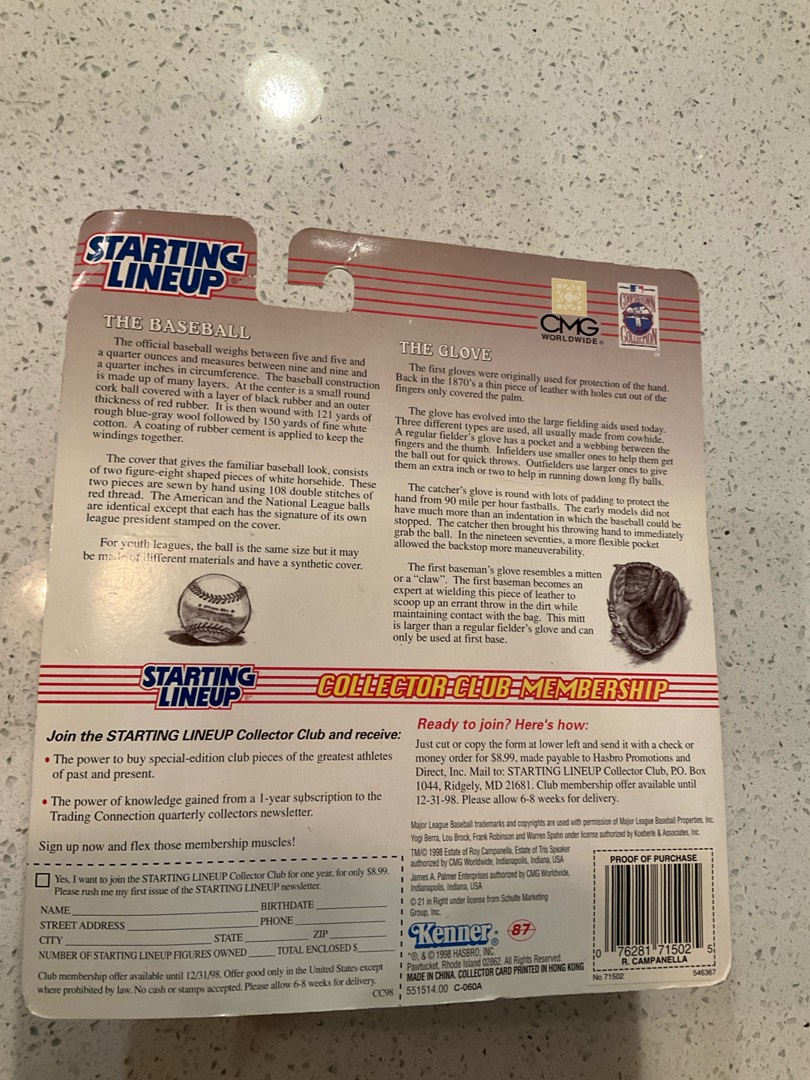 STARTING
LINEUP®
CMG
WORLDWIDE®
COOPERSTOWN
COLLECTION
THE BASEBALL
The official baseball weighs between five and five and
a quarter ounces and measures between nine and nine and
a quarter inches in circumference. The baseball construction
is made up of many layers. At the center is a small round
cork ball covered with a layer of black rubber and an outer
thickness of red rubber. It is then wound with 121 yards of
rough blue-gray wool followed by 150 yards of fine white
cotton. A coating of rubber cement is applied to keep the
windings together.
The cover that gives the familiar baseball look, consists
of two figure-eight shaped pieces of white horsehide. These
two pieces are sewn by hand using 108 double stitches of
red thread. The American and the National League balls
are identical except that each has the signature of its own
league president stamped on the cover.
For youth leagues, the ball is the same size but it may
be made of different materials and have a synthetic cover.
THE GLOVE
The first gloves were originally used for protection of the hand.
Back in the 1870's a thin piece of leather with holes cut out of the
fingers only covered the palm.
The glove has evolved into the large fielding aids used today.
Three different types are used, all usually made from cowhide.
A regular fielder's glove has a pocket and a webbing between the
fingers and the thumb. Infielders use smaller ones to help them get
the ball out for quick throws. Outfielders use larger ones to give
them an extra inch or two to help in running down long fly balls.
The catcher's glove is round with lots of padding to protect the
hand from 90 mile per hour fastballs. The early models did not
have much more than an indentation in which the baseball could be
stopped. The catcher then brought his throwing hand to immediately
grab the ball. In the nineteen seventies, a more flexible pocket
allowed the backstop more maneuverability.
The first baseman's glove resembles a mitten
or a "claw". The first baseman becomes an
expert at wielding this piece of leather to
scoop up an errant throw in the dirt while
maintaining contact with the bag. This mitt
is larger than a regular fielder's glove and can
only be used at first base.
STARTING
LINEUP®
COLLECTOR CLUB MEMBERSHIP
Join the STARTING LINEUP Collector Club and receive:
• The power to buy special-edition club pieces of the greatest athletes
of past and present.
• The power of knowledge gained from a 1-year subscription to the
Trading Connection quarterly collectors newsletter.
Sign up now and flex those membership muscles!
Yes, I want to join the STARTING LINEUP Collector Club for one year, for only $8.99.
Please rush me my first issue of the STARTING LINEUP newsletter.
NAME BIRTHDATE
STREET ADDRESS PHONE
CITY STATE ZIP
NUMBER OF STARTING LINEUP FIGURES OWNED TOTAL ENCLOSED $
Club membership offer available until 12/31/98. Offer good only in the United States except
where prohibited by law. No cash or stamps accepted. Please allow 6-8 weeks for delivery.
CC98
Ready to join? Here's how:
Just cut or copy the form at lower left and send it with a check or
money order for $8.99, made payable to Hasbro Promotions and
Direct, Inc. Mail to: STARTING LINEUP Collector Club, P.O. Box
1044, Ridgely, MD 21681. Club membership offer available until
12-31-98. Please allow 6-8 weeks for delivery.
Major League Baseball trademarks and copyrights are used with permission of Major League Baseball Properties, Inc.
Yogi Berra, Lou Brock, Frank Robinson and Warren Spahn under license authorized by Koeberle & Associates, Inc.
TM/© 1998 Estate of Roy Campanella, Estate of Tris Speaker
authorized by CMG Worldwide, Indianapolis, Indiana, USA
James A. Palmer Enterprises authorized by CMG Worldwide,
Indianapolis, Indiana, USA
© 21 in Right under license from Schulte Marketing
Group, Inc.
Kenner® 87
*®, & © 1998 HASBRO, INC.
Pawtucket, Rhode Island 02862. All Rights Reserved.
MADE IN CHINA. COLLECTOR CARD PRINTED IN HONG KONG
551514.00 C-060A
PROOF OF PURCHASE
0 76281 71502 5
R. CAMPANELLA
No 71502 546367